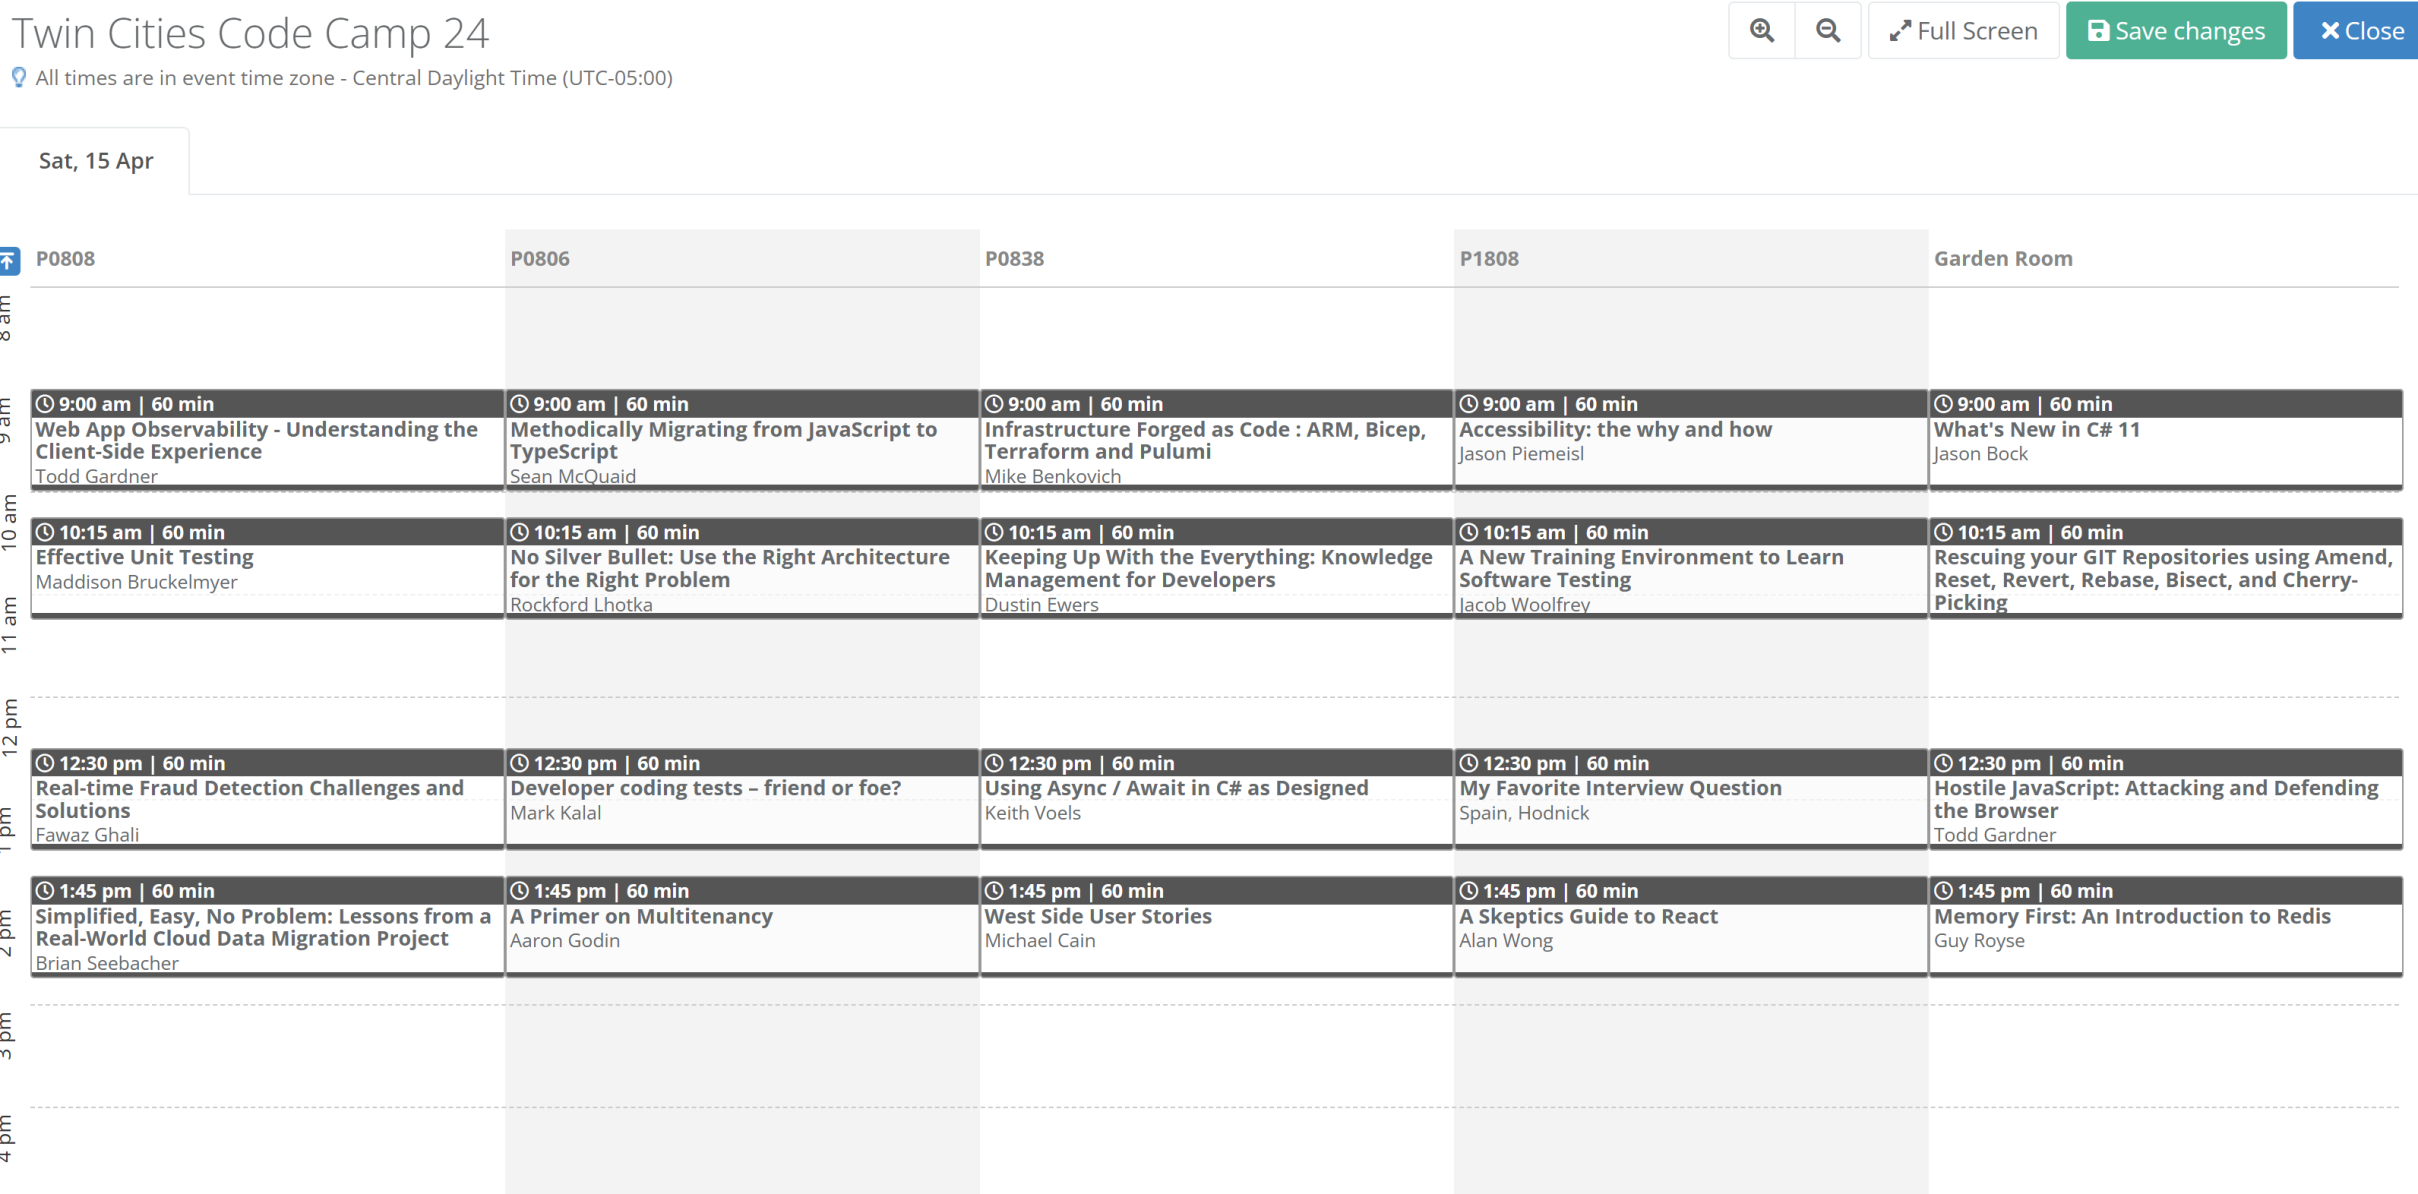 Twin Cities Code Camp 24
Full Screen
Save changes
Close
All times are in event time zone - Central Daylight Time (UTC-05:00)
Sat, 15 Apr
P0808
P0806
P0838
P1808
Garden Room
8 am
9 am
9:00 am | 60 min
Web App Observability - Understanding the
Client-Side Experience
Todd Gardner
9:00 am | 60 min
Methodically Migrating from JavaScript to
TypeScript
Sean McQuaid
9:00 am | 60 min
Infrastructure Forged as Code : ARM, Bicep,
Terraform and Pulumi
Mike Benkovich
9:00 am | 60 min
Accessibility: the why and how
Jason Piemeisl
9:00 am | 60 min
What's New in C# 11
Jason Bock
10 am
10:15 am | 60 min
Effective Unit Testing
Maddison Bruckelmyer
10:15 am | 60 min
No Silver Bullet: Use the Right Architecture
for the Right Problem
Rockford Lhotka
10:15 am | 60 min
Keeping Up With the Everything: Knowledge
Management for Developers
Dustin Ewers
10:15 am | 60 min
A New Training Environment to Learn
Software Testing
Jacob Woolfrey
10:15 am | 60 min
Rescuing your GIT Repositories using Amend,
Reset, Revert, Rebase, Bisect, and Cherry-
Picking
11 am
12 pm
12:30 pm | 60 min
Real-time Fraud Detection Challenges and
Solutions
Fawaz Ghali
12:30 pm | 60 min
Developer coding tests – friend or foe?
Mark Kalal
12:30 pm | 60 min
Using Async / Await in C# as Designed
Keith Voels
12:30 pm | 60 min
My Favorite Interview Question
Spain, Hodnick
12:30 pm | 60 min
Hostile JavaScript: Attacking and Defending
the Browser
Todd Gardner
1 pm
1:45 pm | 60 min
Simplified, Easy, No Problem: Lessons from a
Real-World Cloud Data Migration Project
Brian Seebacher
1:45 pm | 60 min
A Primer on Multitenancy
Aaron Godin
1:45 pm | 60 min
West Side User Stories
Michael Cain
1:45 pm | 60 min
A Skeptics Guide to React
Alan Wong
1:45 pm | 60 min
Memory First: An Introduction to Redis
Guy Royse
2 pm
3 pm
4 pm